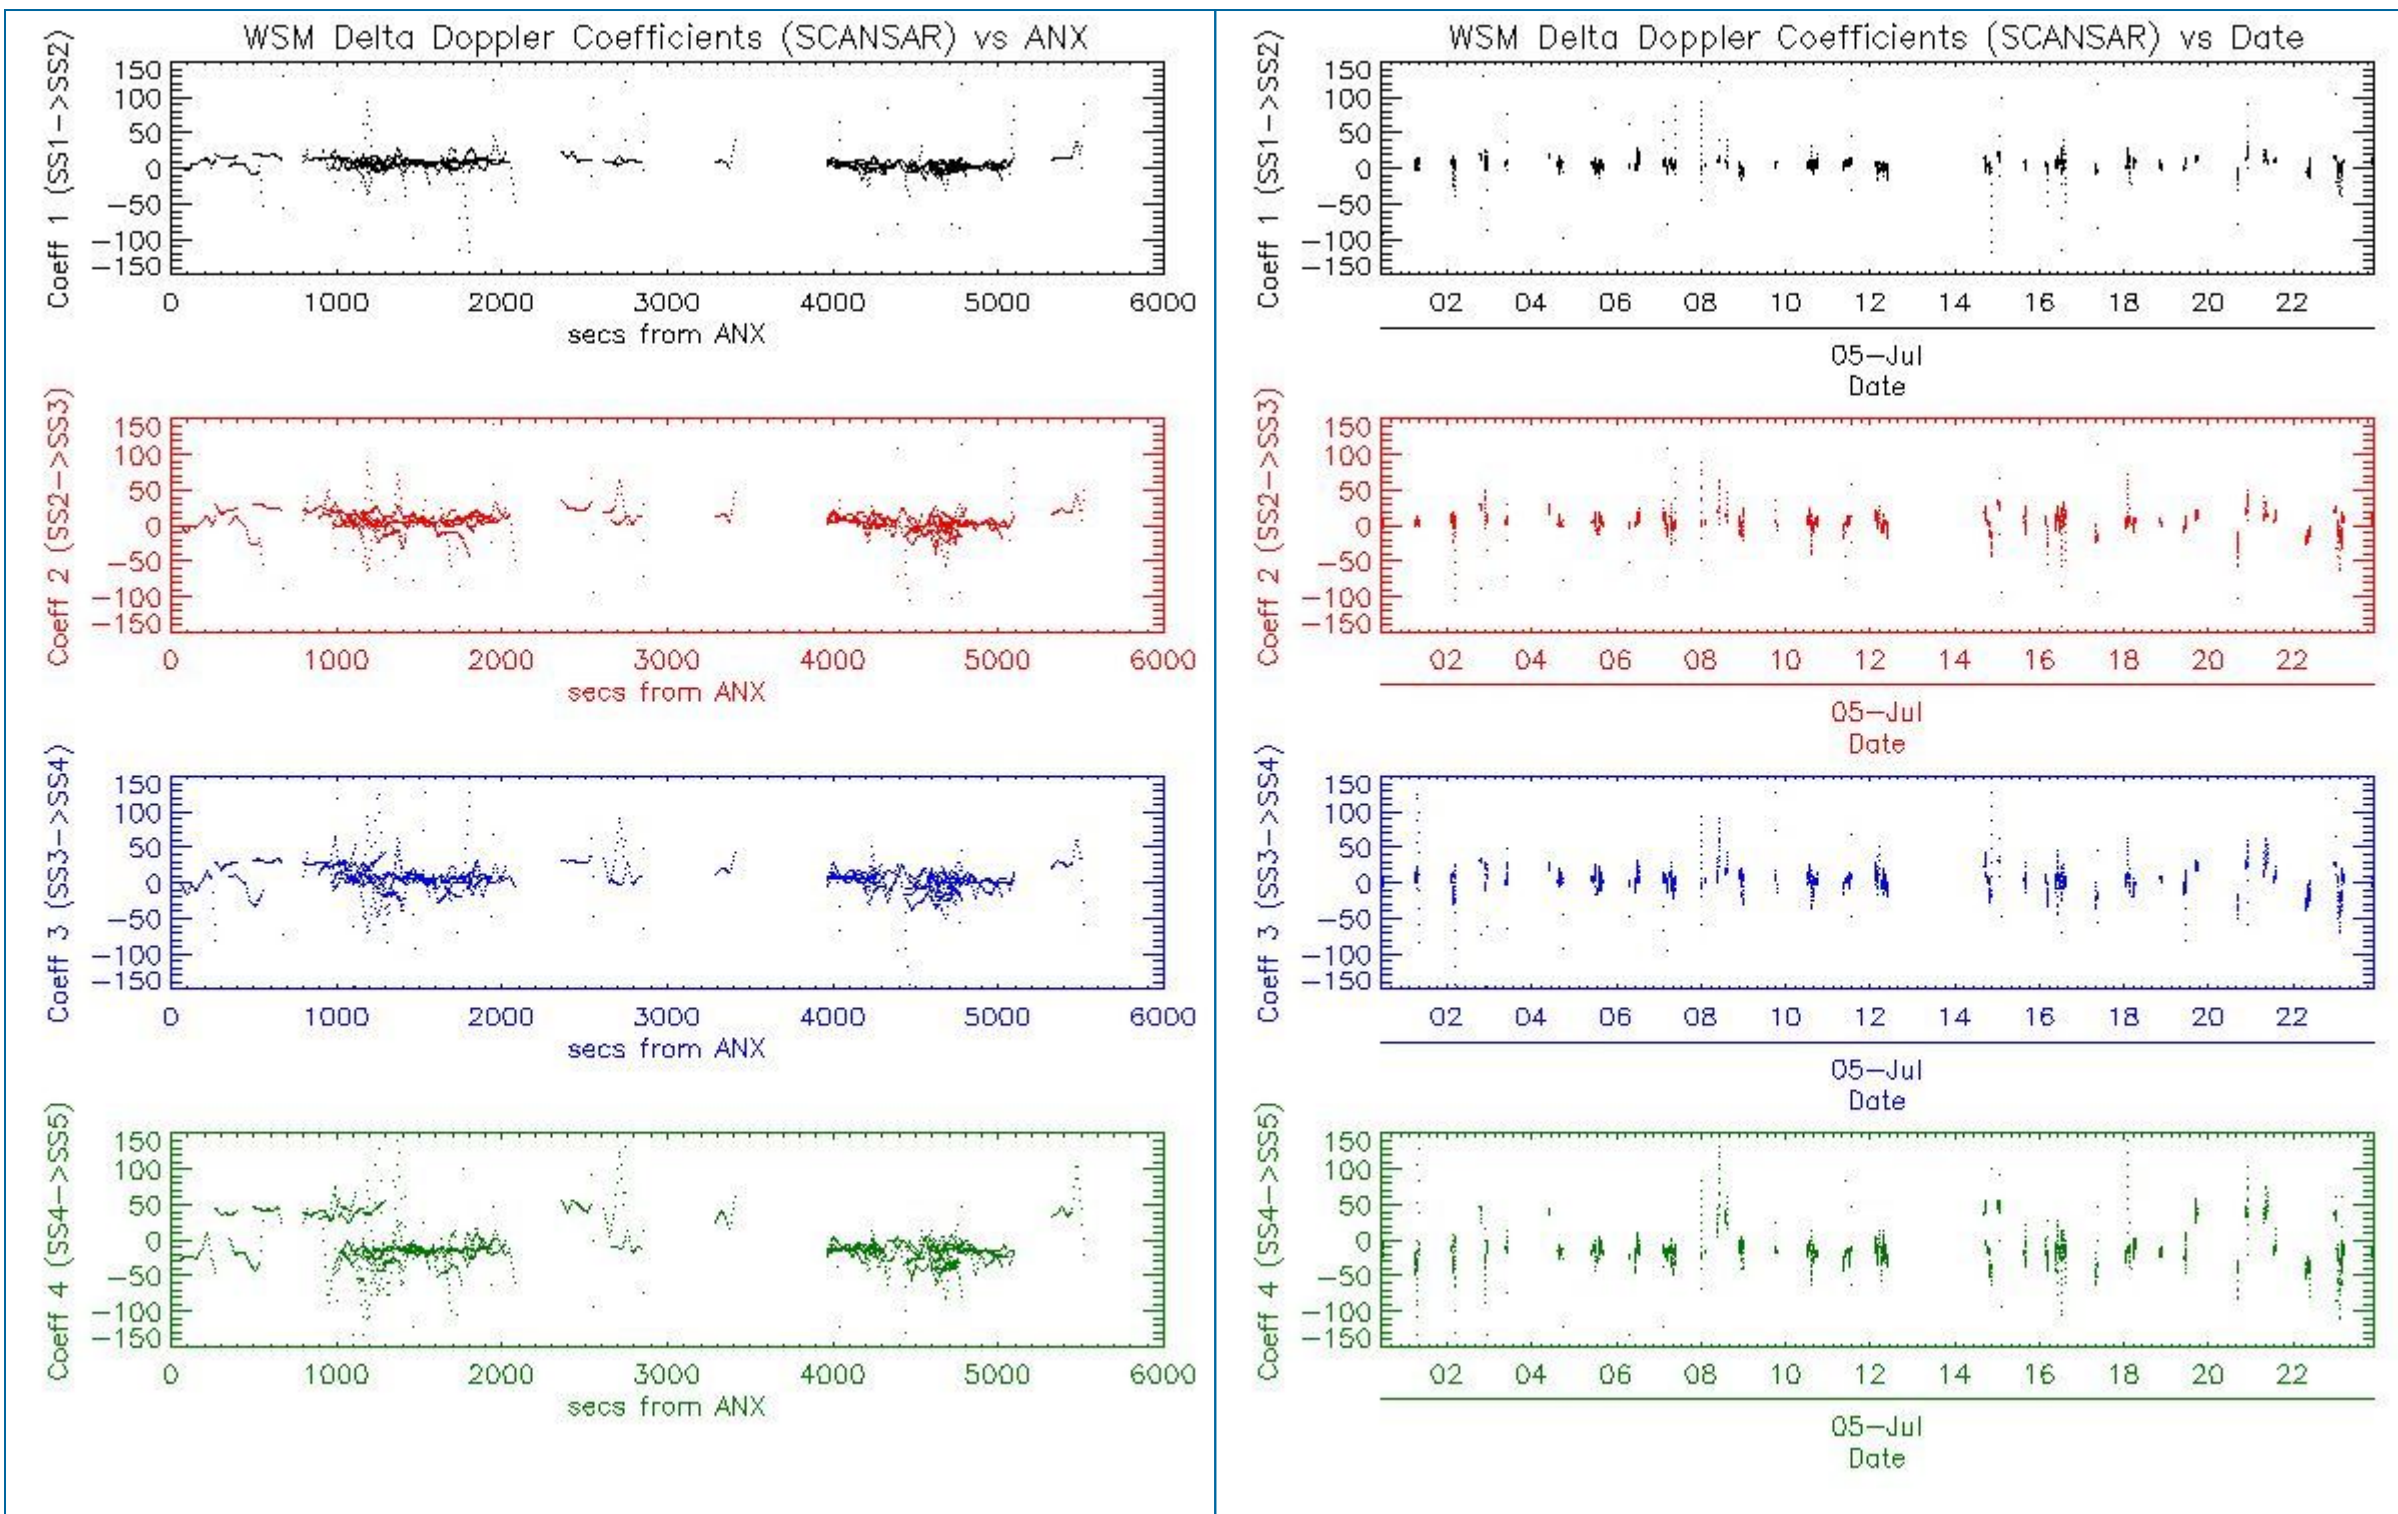 WSM Delta Doppler Coefficients (SCANSAR) vs ANX
Coeff 1 (SS1->SS2)
150
100
50
0
-50
-100
-150
0 1000 2000 3000 4000 5000 6000
secs from ANX
Coeff 2 (SS2->SS3)
150
100
50
0
-50
-100
-150
0 1000 2000 3000 4000 5000 6000
secs from ANX
Coeff 3 (SS3->SS4)
150
100
50
0
-50
-100
-150
0 1000 2000 3000 4000 5000 6000
secs from ANX
Coeff 4 (SS4->SS5)
150
100
50
0
-50
-100
-150
0 1000 2000 3000 4000 5000 6000
secs from ANX
WSM Delta Doppler Coefficients (SCANSAR) vs Date
Coeff 1 (SS1->SS2)
150
100
50
0
-50
-100
-150
02 04 06 08 10 12 14 16 18 20 22
05-Jul
Date
Coeff 2 (SS2->SS3)
150
100
50
0
-50
-100
-150
02 04 06 08 10 12 14 16 18 20 22
05-Jul
Date
Coeff 3 (SS3->SS4)
150
100
50
0
-50
-100
-150
02 04 06 08 10 12 14 16 18 20 22
05-Jul
Date
Coeff 4 (SS4->SS5)
150
100
50
0
-50
-100
-150
02 04 06 08 10 12 14 16 18 20 22
05-Jul
Date